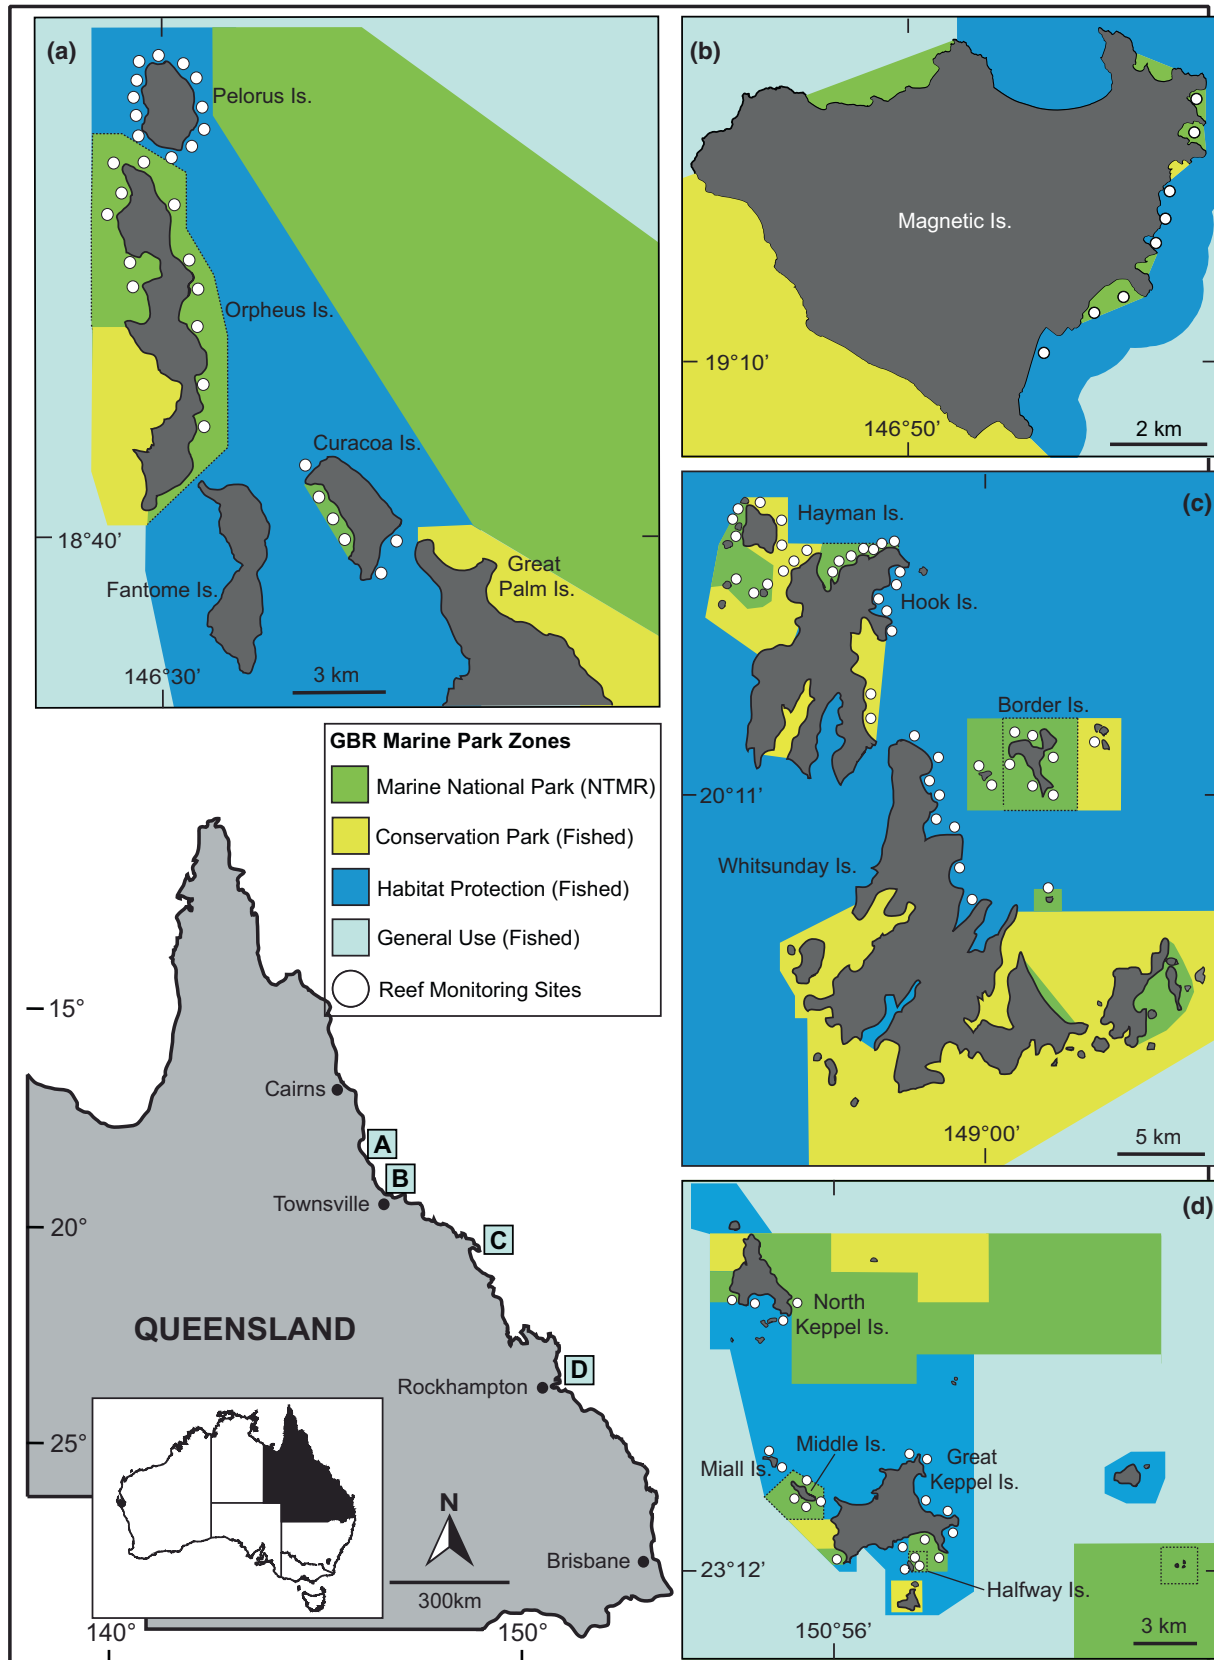 (a)
Pelorus Is.
Orpheus Is.
Curacoa Is.
Fantome Is.
Great
Palm Is.
18°40’
146°30’
3 km
(b)
Magnetic Is.
19°10’
146°50’
2 km
(c)
Hayman Is.
Hook Is.
Border Is.
20°11’
Whitsunday Is.
149°00’
5 km
(d)
North
Keppel Is.
Middle Is.
Miall Is.
Great
Keppel Is.
Halfway Is.
23°12’
150°56’
3 km
GBR Marine Park Zones
Marine National Park (NTMR)
Conservation Park (Fished)
Habitat Protection (Fished)
General Use (Fished)
Reef Monitoring Sites
15°
Cairns
A
B
Townsville
20°
C
QUEENSLAND
D
Rockhampton
25°
N
Brisbane
300km
140°
150°